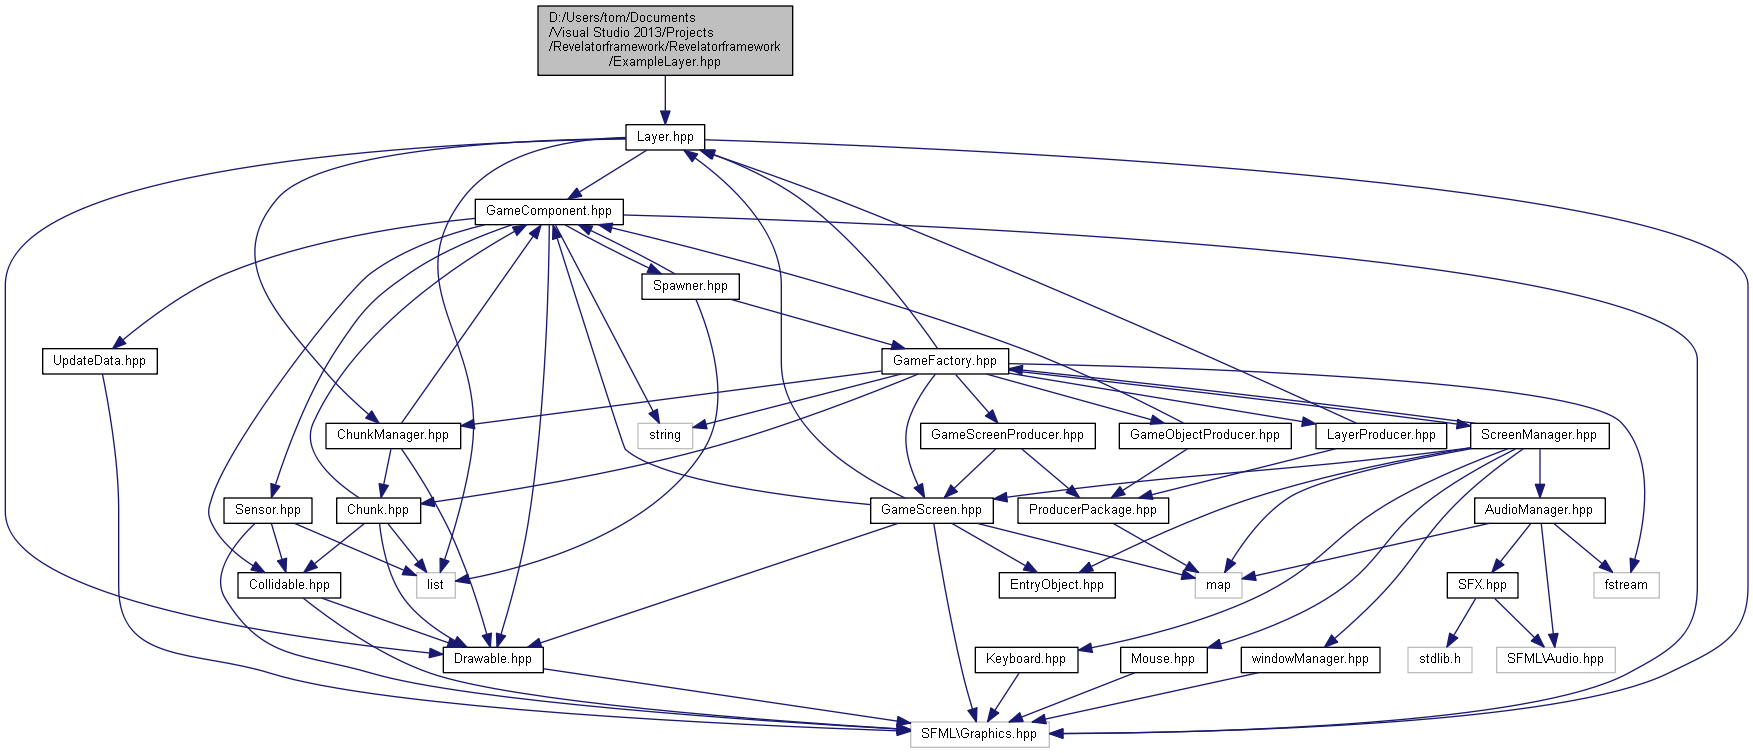 D:/Users/tom/Documents
/Visual Studio 2013/Projects
/Revelatorframework/Revelatorframework
/ExampleLayer.hpp
Layer.hpp
GameComponent.hpp
Spawner.hpp
UpdateData.hpp
GameFactory.hpp
ChunkManager.hpp
string
GameScreenProducer.hpp
GameObjectProducer.hpp
LayerProducer.hpp
ScreenManager.hpp
Sensor.hpp
Chunk.hpp
GameScreen.hpp
ProducerPackage.hpp
AudioManager.hpp
Collidable.hpp
list
EntryObject.hpp
map
SFX.hpp
fstream
Drawable.hpp
Keyboard.hpp
Mouse.hpp
windowManager.hpp
stdlib.h
SFML\Audio.hpp
SFML\Graphics.hpp